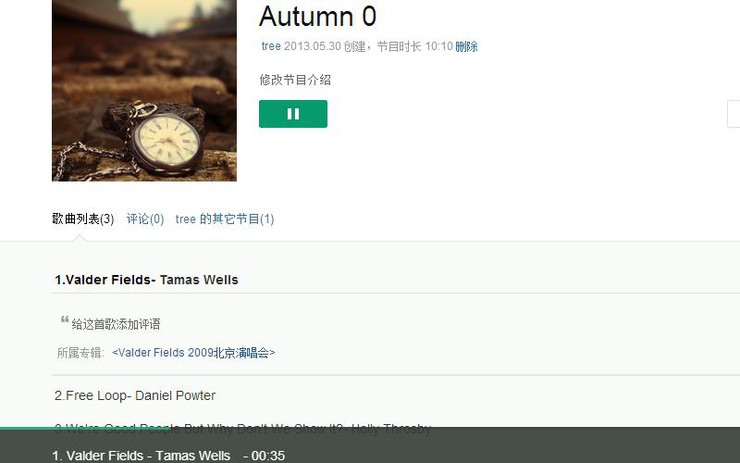 Autumn 0
tree 2013.05.30 创建，节目时长 10:10 删除
修改节目介绍
歌曲列表(3) 评论(0) tree 的其它节目(1)
1.Valder Fields- Tamas Wells
“ 给这首歌添加评语
所属专辑: <Valder Fields 2009北京演唱会>
2.Free Loop- Daniel Powter
3.We're Good People But Why Don't We Show It?- Holly Throsby
1. Valder Fields - Tamas Wells - 00:35